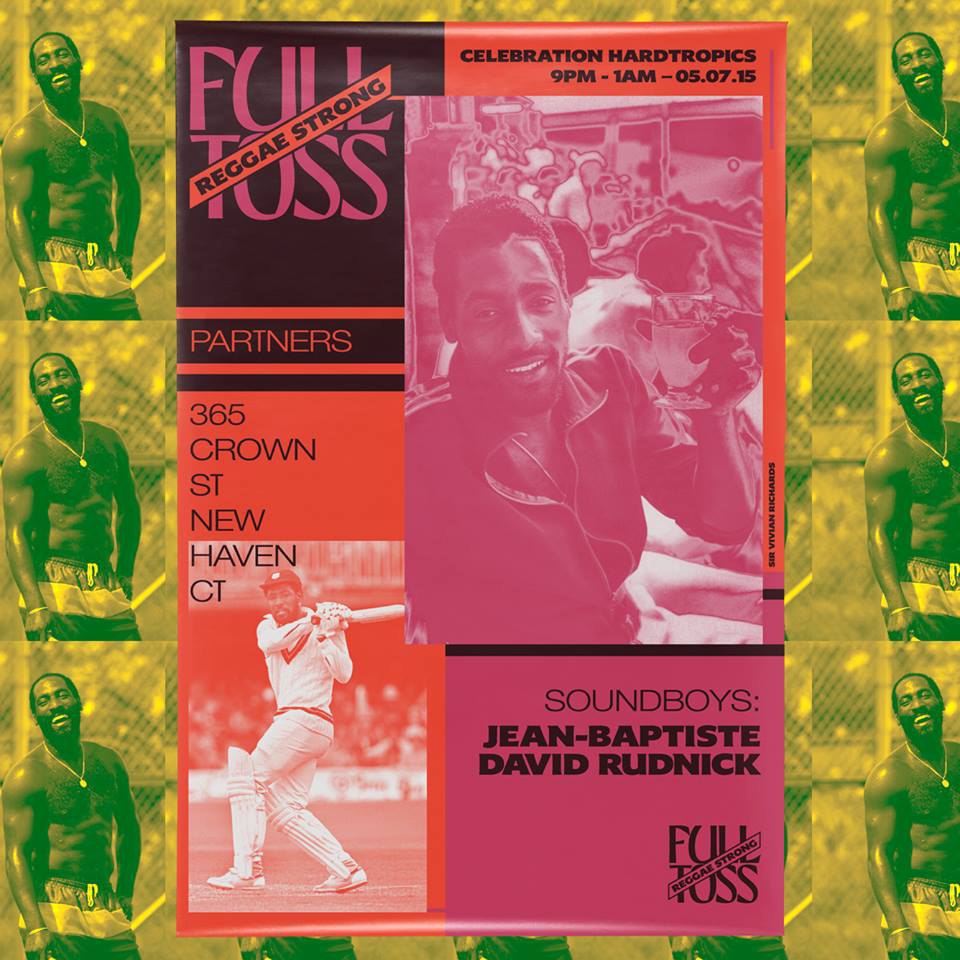 FULL
TOSS
REGGAE STRONG
CELEBRATION HARDTROPICS
9PM - 1AM – 05.07.15
PARTNERS
365
CROWN
ST
NEW
HAVEN
CT
SIR VIVIAN RICHARDS
SOUNDBOYS:
JEAN-BAPTISTE
DAVID RUDNICK
FULL
TOSS
REGGAE STRONG